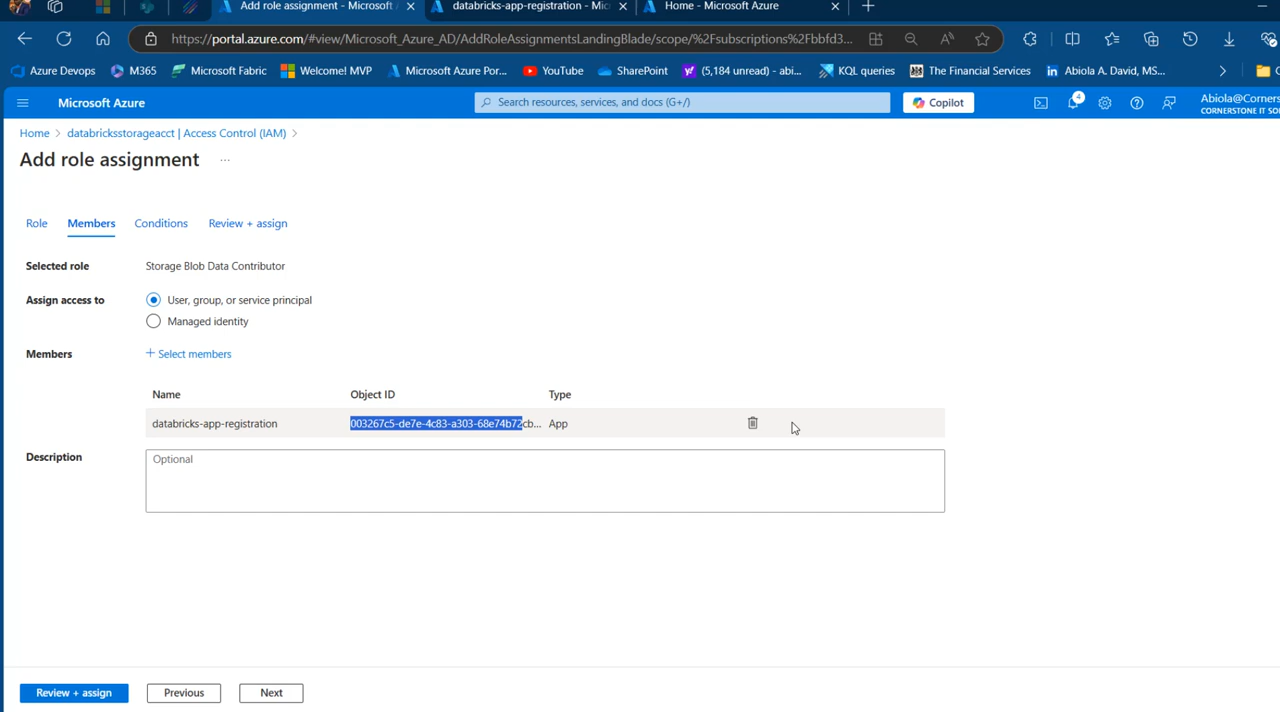 Add role assignment - Microsoft
databricks-app-registration - Mic
Home - Microsoft Azure
https://portal.azure.com/#view/Microsoft_Azure_AD/AddRoleAssignmentsLandingBlade/scope/%2Fsubscriptions%2Fbbfd3...
Azure Devops
M365
Microsoft Fabric
Welcome! MVP
Microsoft Azure Por...
YouTube
SharePoint
(5,184 unread) - abi...
KQL queries
The Financial Services
Abiola A. David, MS...
Microsoft Azure
Search resources, services, and docs (G+/)
Copilot
4
Abiola@Corners
CORNERSTONE IT SO
Home > databricksstorageacct | Access Control (IAM) >
Add role assignment ...
Role Members Conditions Review + assign
Selected role Storage Blob Data Contributor
Assign access to User, group, or service principal
Managed identity
Members + Select members
Name Object ID Type
databricks-app-registration 003267c5-de7e-4c83-a303-68e74b72cb... App
Description Optional
Review + assign Previous Next